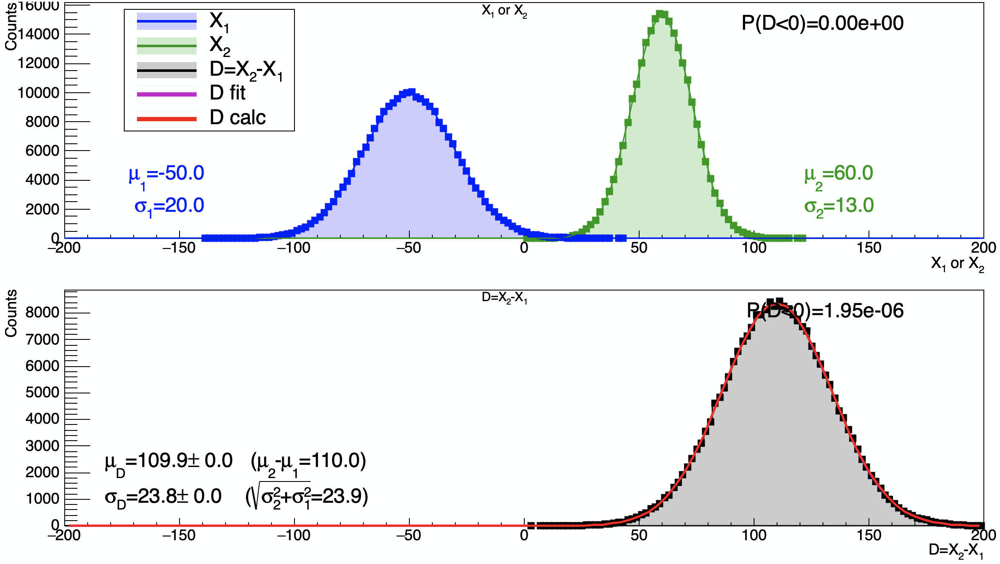 X1 or X2
Counts
16000
14000
12000
10000
8000
6000
4000
2000
0
X1
X2
D=X2-X1
D fit
D calc
P(D<0)=0.00e+00
μ1=-50.0
σ1=20.0
μ2=60.0
σ2=13.0
−200 −150 −100 −50 0 50 100 150 200
X1 or X2
D=X2-X1
Counts
8000
7000
6000
5000
4000
3000
2000
1000
0
P(D<0)=1.95e-06
μD=109.9± 0.0 (μ2-μ1=110.0)
σD=23.8± 0.0 (√σ2²+σ1²=23.9)
−200 −150 −100 −50 0 50 100 150 200
D=X2-X1